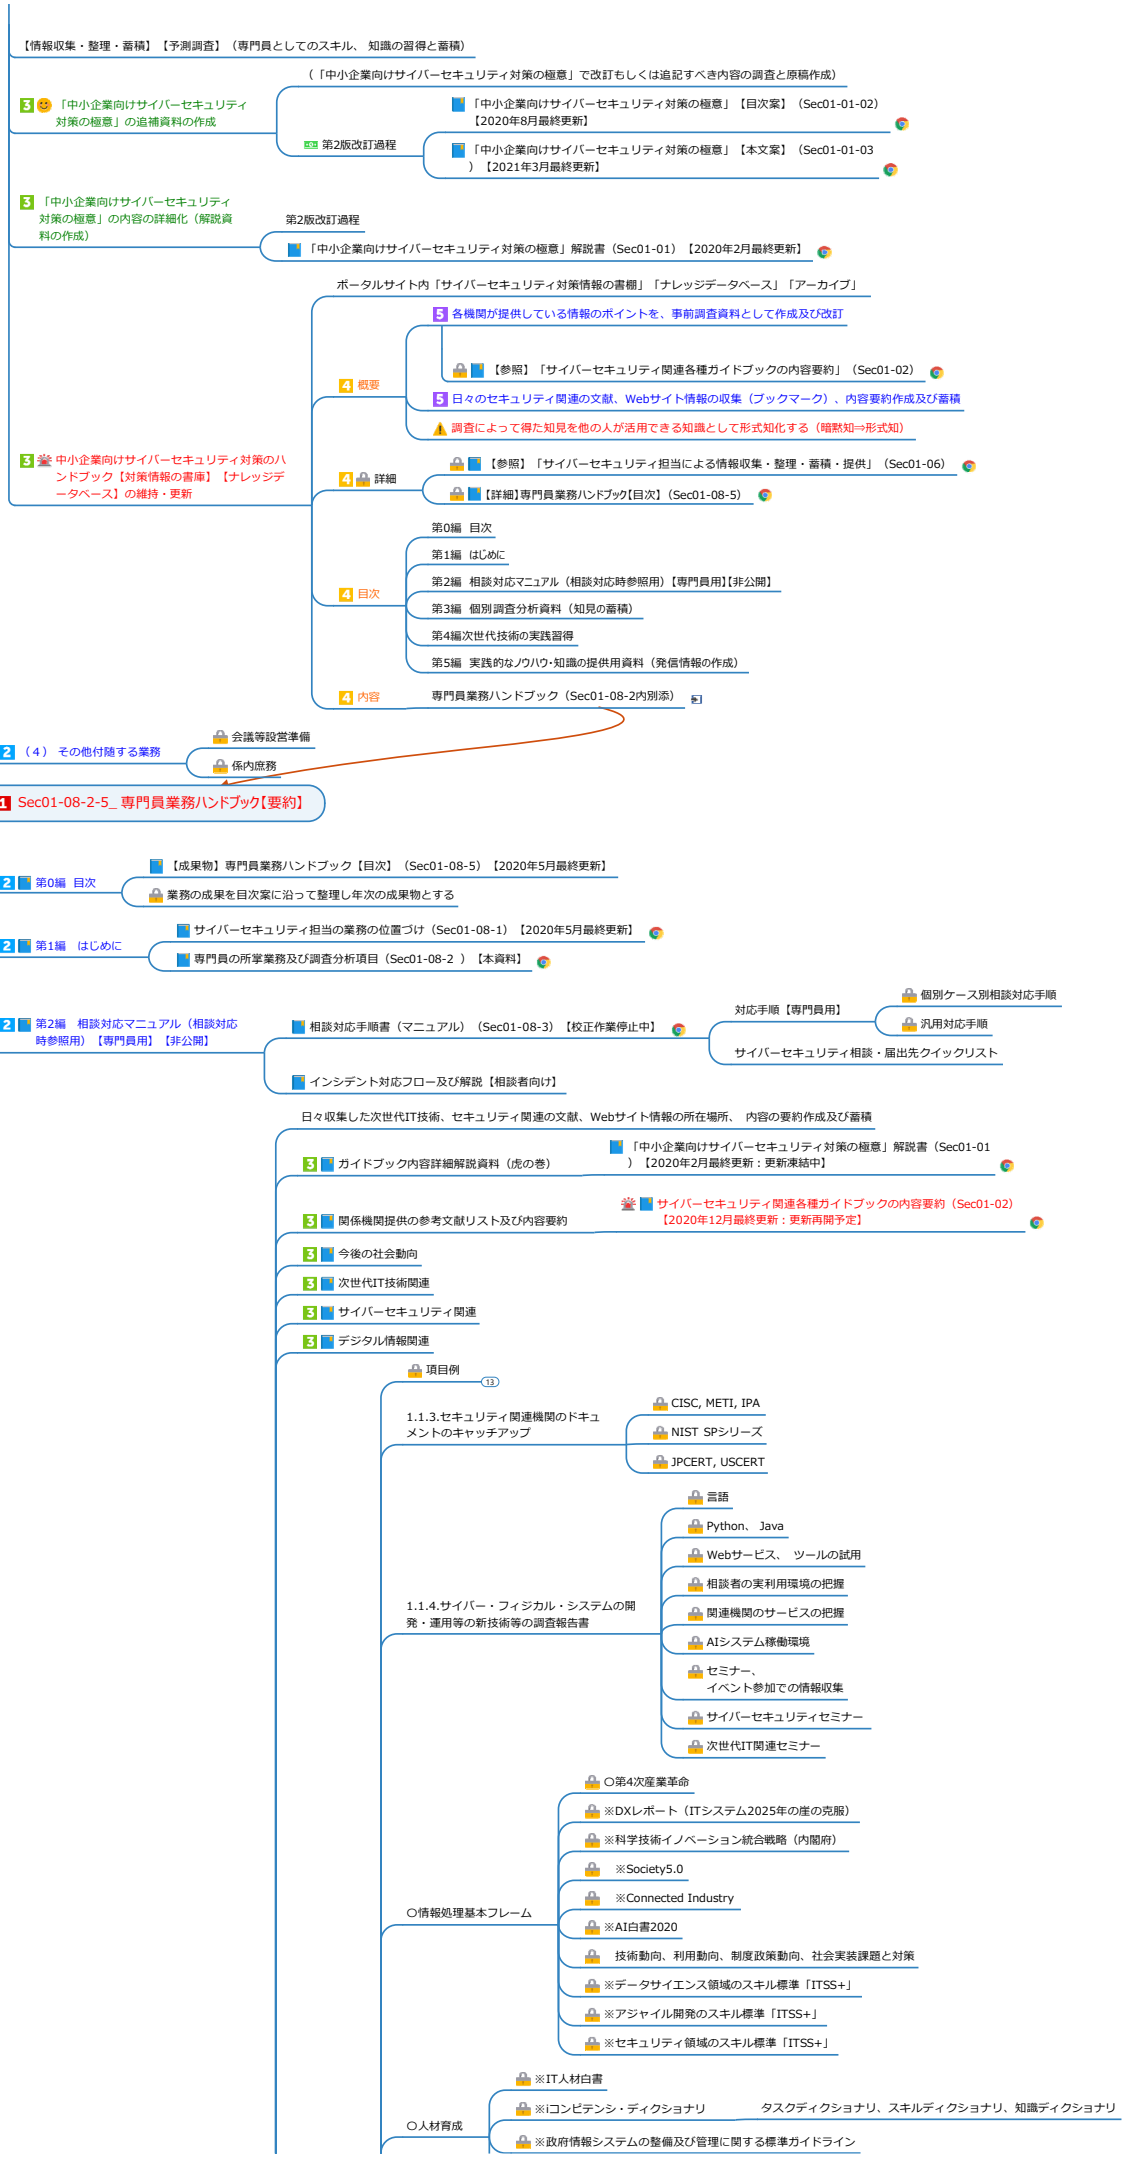 【情報収集・整理・蓄積】【予測調査】（専門員としてのスキル、 知識の習得と蓄積）
（「中小企業向けサイバーセキュリティ対策の極意」で改訂もしくは追記すべき内容の調査と原稿作成）
3 「中小企業向けサイバーセキュリティ
対策の極意」の追補資料の作成
「中小企業向けサイバーセキュリティ対策の極意」【目次案】（Sec01-01-02）
【2020年8月最終更新】
第2版改訂過程
「中小企業向けサイバーセキュリティ対策の極意」【本文案】（Sec01-01-03
）【2021年3月最終更新】
3 「中小企業向けサイバーセキュリティ
対策の極意」の内容の詳細化（解説資
料の作成）
第2版改訂過程
「中小企業向けサイバーセキュリティ対策の極意」解説書（Sec01-01）【2020年2月最終更新】
ポータルサイト内「サイバーセキュリティ対策情報の書棚」「ナレッジデータベース」「アーカイブ」
5 各機関が提供している情報のポイントを、事前調査資料として作成及び改訂
【参照】「サイバーセキュリティ関連各種ガイドブックの内容要約」（Sec01-02）
4 概要
5 日々のセキュリティ関連の文献、Webサイト情報の収集（ブックマーク）、内容要約作成及び蓄積
調査によって得た知見を他の人が活用できる知識として形式知化する（暗黙知⇒形式知）
3 中小企業向けサイバーセキュリティ対策のハ
ンドブック【対策情報の書庫】【ナレッジデ
ータベース】の維持・更新
【参照】「サイバーセキュリティ担当による情報収集・整理・蓄積・提供」（Sec01-06）
4 詳細
【詳細】専門員業務ハンドブック【目次】（Sec01-08-5）
第0編 目次
第1編 はじめに
第2編 相談対応マニュアル（相談対応時参照用）【専門員用】【非公開】
4 目次
第3編 個別調査分析資料（知見の蓄積）
第4編次世代技術の実践習得
第5編 実践的なノウハウ・知識の提供用資料（発信情報の作成）
4 内容
専門員業務ハンドブック（Sec01-08-2内別添）
会議等設営準備
2 （４） その他付随する業務
係内庶務
1 Sec01-08-2-5_専門員業務ハンドブック【要約】
【成果物】専門員業務ハンドブック【目次】（Sec01-08-5）【2020年5月最終更新】
2 第0編 目次
業務の成果を目次案に沿って整理し年次の成果物とする
サイバーセキュリティ担当の業務の位置づけ（Sec01-08-1）【2020年5月最終更新】
2 第1編 はじめに
専門員の所掌業務及び調査分析項目（Sec01-08-2 ）【本資料】
個別ケース別相談対応手順
対応手順【専門員用】
汎用対応手順
2 第2編 相談対応マニュアル（相談対応
時参照用）【専門員用】【非公開】
相談対応手順書（マニュアル）（Sec01-08-3）【校正作業停止中】
サイバーセキュリティ相談・届出先クイックリスト
インシデント対応フロー及び解説【相談者向け】
日々収集した次世代IT技術、セキュリティ関連の文献、Webサイト情報の所在場所、 内容の要約作成及び蓄積
3 ガイドブック内容詳細解説資料（虎の巻）
「中小企業向けサイバーセキュリティ対策の極意」解説書（Sec01-01
）【2020年2月最終更新：更新凍結中】
3 関係機関提供の参考文献リスト及び内容要約
サイバーセキュリティ関連各種ガイドブックの内容要約（Sec01-02）
【2020年12月最終更新：更新再開予定】
3 今後の社会動向
3 次世代IT技術関連
3 サイバーセキュリティ関連
3 デジタル情報関連
項目例
13
1.1.3.セキュリティ関連機関のドキュ
メントのキャッチアップ
CISC, METI, IPA
NIST SPシリーズ
JPCERT, USCERT
言語
Python、 Java
Webサービス、 ツールの試用
相談者の実利用環境の把握
1.1.4.サイバー・フィジカル・システムの開
発・運用等の新技術等の調査報告書
関連機関のサービスの把握
AIシステム稼働環境
セミナー、
イベント参加での情報収集
サイバーセキュリティセミナー
次世代IT関連セミナー
〇第4次産業革命
※DXレポート（ITシステム2025年の崖の克服）
※科学技術イノベーション統合戦略（内閣府）
※Society5.0
※Connected Industry
〇情報処理基本フレーム
※AI白書2020
技術動向、利用動向、制度政策動向、社会実装課題と対策
※データサイエンス領域のスキル標準「ITSS+」
※アジャイル開発のスキル標準「ITSS+」
※セキュリティ領域のスキル標準「ITSS+」
※IT人材白書
※iコンピテンシ・ディクショナリ
タスクディクショナリ、スキルディクショナリ、知識ディクショナリ
〇人材育成
※政府情報システムの整備及び管理に関する標準ガイドライン